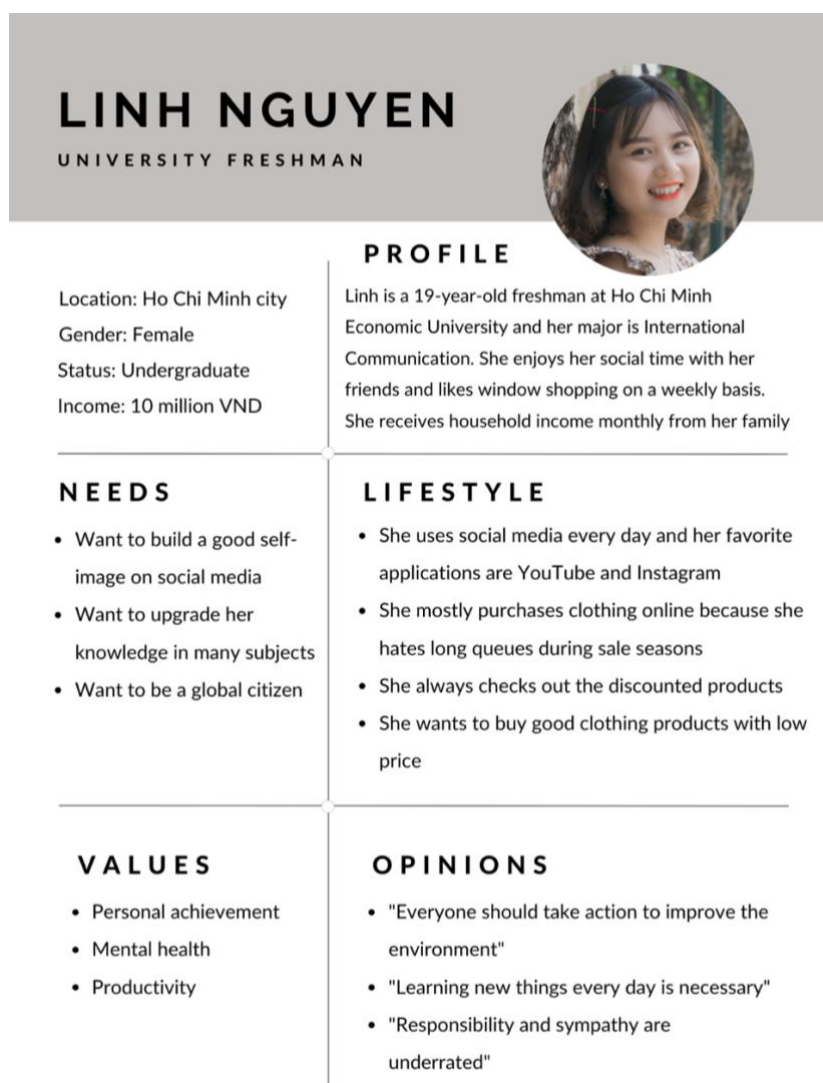 LINH NGUYEN
UNIVERSITY FRESHMAN
PROFILE
Location: Ho Chi Minh city
Gender: Female
Status: Undergraduate
Income: 10 million VND
Linh is a 19-year-old freshman at Ho Chi Minh
Economic University and her major is International
Communication. She enjoys her social time with her
friends and likes window shopping on a weekly basis.
She receives household income monthly from her family
NEEDS
• Want to build a good self-
image on social media
• Want to upgrade her
knowledge in many subjects
• Want to be a global citizen
LIFESTYLE
• She uses social media every day and her favorite
applications are YouTube and Instagram
• She mostly purchases clothing online because she
hates long queues during sale seasons
• She always checks out the discounted products
• She wants to buy good clothing products with low
price
VALUES
• Personal achievement
• Mental health
• Productivity
OPINIONS
• "Everyone should take action to improve the
environment"
• "Learning new things every day is necessary"
• "Responsibility and sympathy are
underrated"